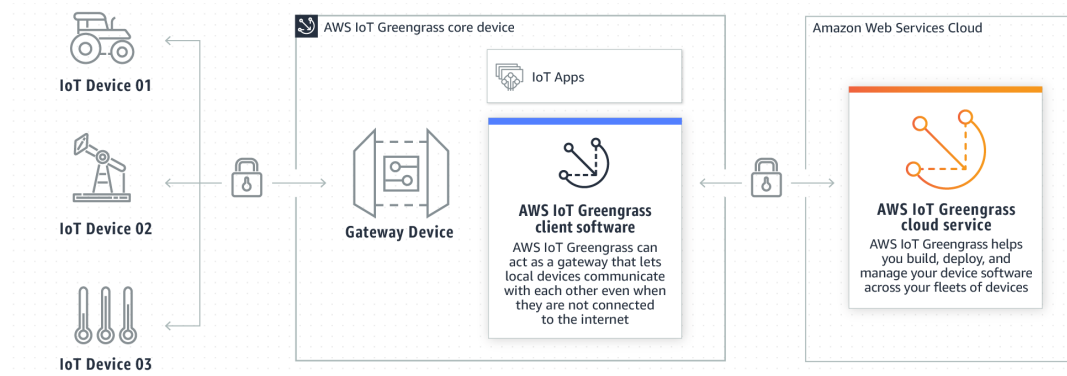 IoT Device 01
IoT Device 02
IoT Device 03
AWS IoT Greengrass core device
Gateway Device
IoT Apps
AWS IoT Greengrass
client software
AWS IoT Greengrass can
act as a gateway that lets
local devices communicate
with each other even when
they are not connected
to the internet
Amazon Web Services Cloud
AWS IoT Greengrass
cloud service
AWS IoT Greengrass helps
you build, deploy, and
manage your device software
across your fleets of devices